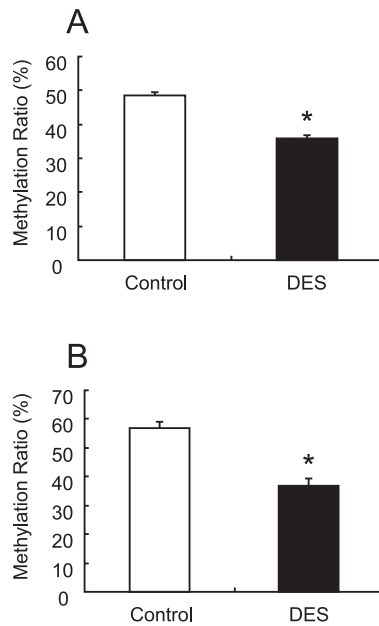 A
Methylation Ratio (%)
60
50
40
30
20
10
0
*
Control
DES
B
Methylation Ratio (%)
70
60
50
40
30
20
10
0
*
Control
DES